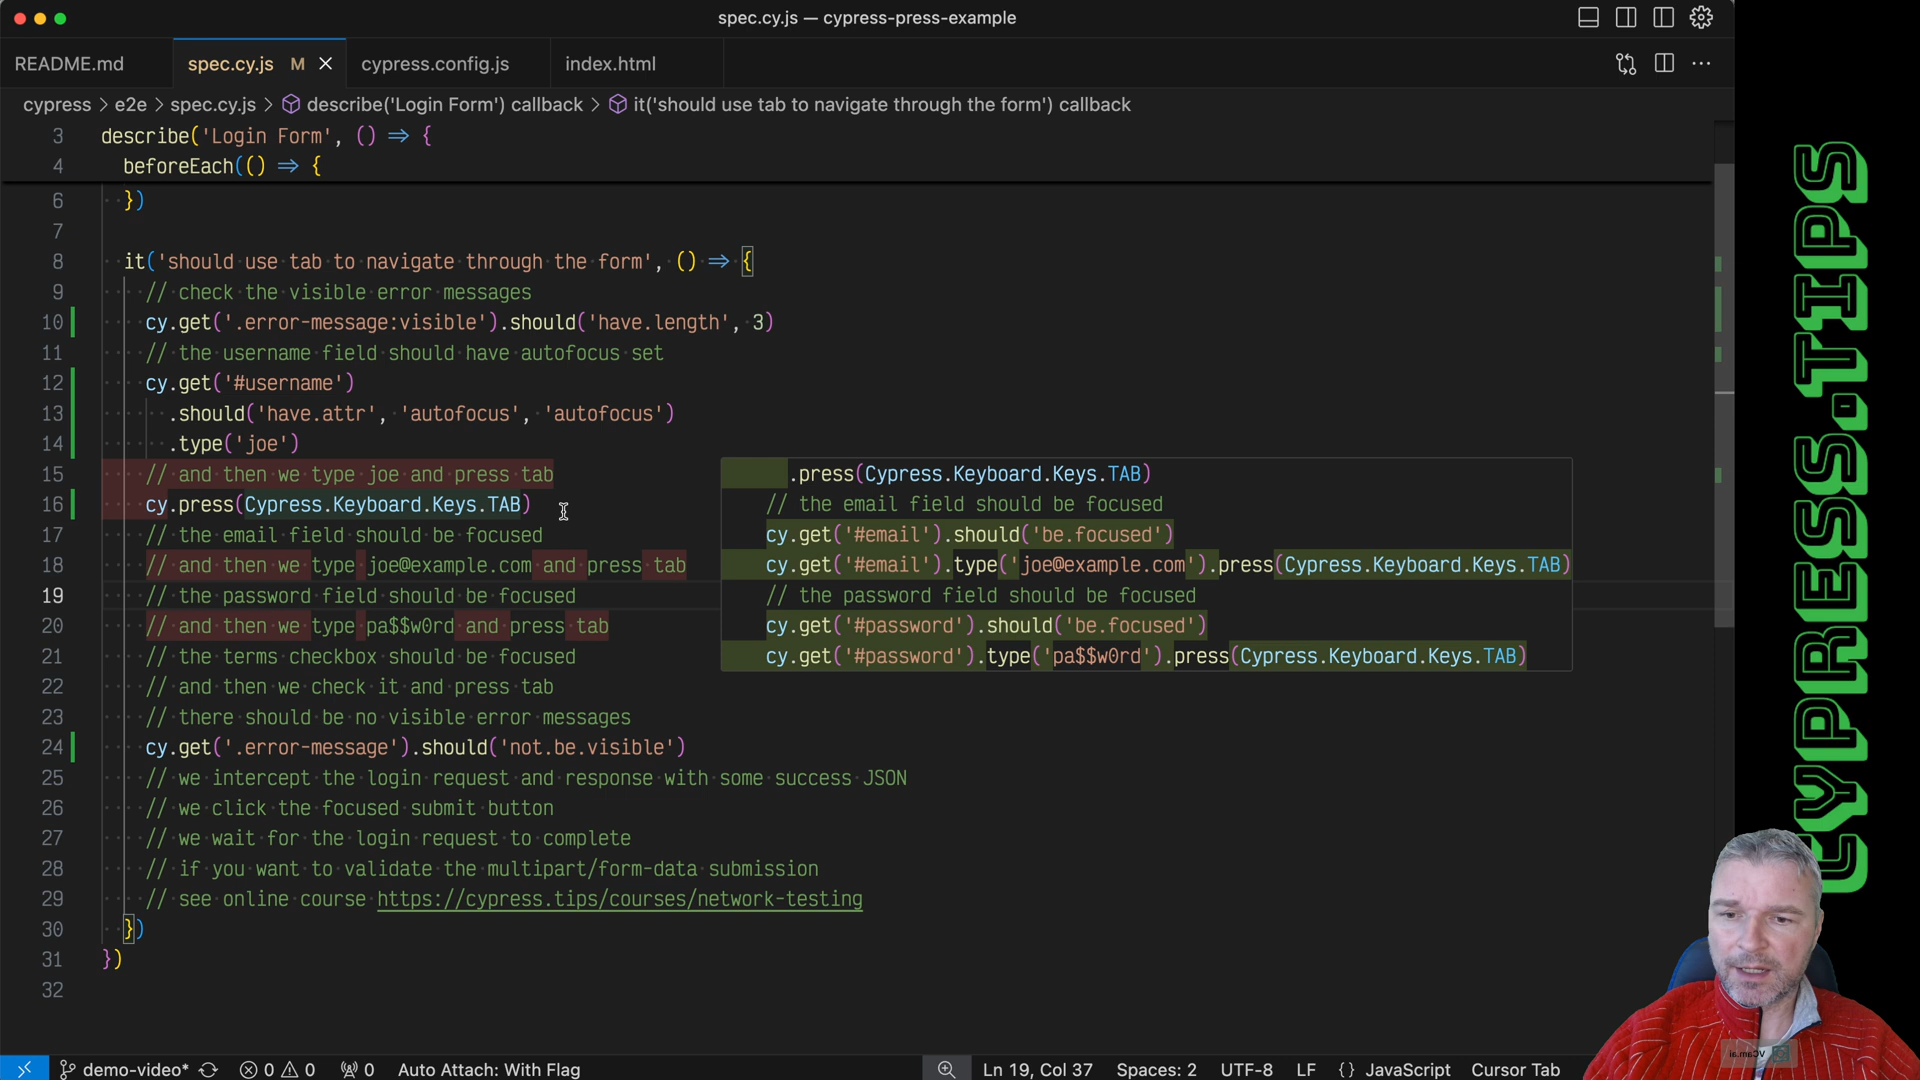 spec.cy.js — cypress-press-example
README.md
spec.cy.js M
cypress.config.js
index.html
cypress > e2e > spec.cy.js > describe('Login Form') callback > it('should use tab to navigate through the form') callback
3 describe('Login Form', () => {
4 beforeEach(() => {
6 })
7
8 it('should use tab to navigate through the form', () => {
9 // check the visible error messages
10 cy.get('.error-message:visible').should('have.length', 3)
11 // the username field should have autofocus set
12 cy.get('#username')
13 .should('have.attr', 'autofocus', 'autofocus')
14 .type('joe')
15 // and then we type joe and press tab
16 cy.press(Cypress.Keyboard.Keys.TAB)
17 // the email field should be focused
18 // and then we type joe@example.com and press tab
19 // the password field should be focused
20 // and then we type pa$$w0rd and press tab
21 // the terms checkbox should be focused
22 // and then we check it and press tab
23 // there should be no visible error messages
24 cy.get('.error-message').should('not.be.visible')
25 // we intercept the login request and response with some success JSON
26 // we click the focused submit button
27 // we wait for the login request to complete
28 // if you want to validate the multipart/form-data submission
29 // see online course https://cypress.tips/courses/network-testing
30 })
31 })
32
.press(Cypress.Keyboard.Keys.TAB)
// the email field should be focused
cy.get('#email').should('be.focused')
cy.get('#email').type('joe@example.com').press(Cypress.Keyboard.Keys.TAB)
// the password field should be focused
cy.get('#password').should('be.focused')
cy.get('#password').type('pa$$w0rd').press(Cypress.Keyboard.Keys.TAB)
CYPRESS.TIPS
VCam.ai
demo-video* 0 0 0 Auto Attach: With Flag Ln 19, Col 37 Spaces: 2 UTF-8 LF {} JavaScript Cursor Tab